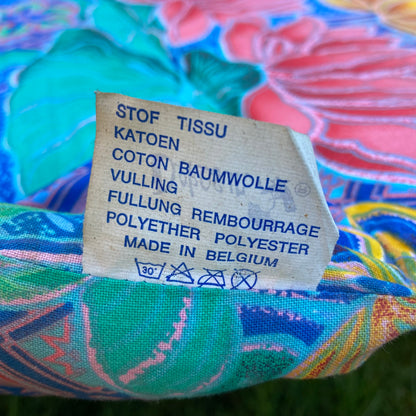 STOF TISSU
KATOEN
COTON BAUMWOLLE
VULLING
FULLUNG REMBOURRAGE
POLYETHER POLYESTER
MADE IN BELGIUM
30°